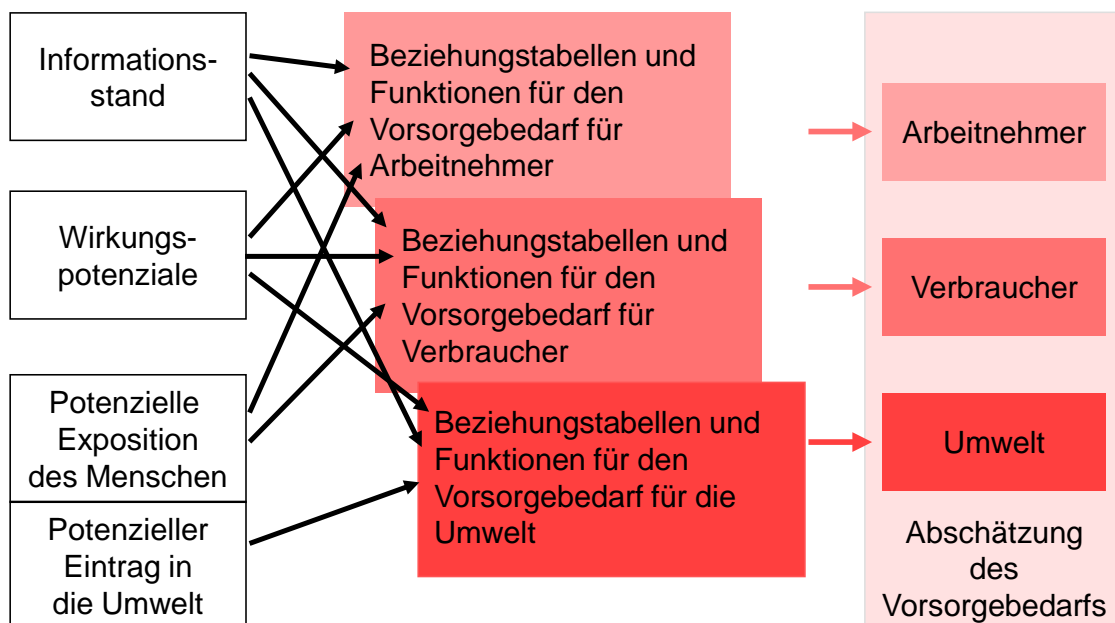 Informations-
stand
Wirkungs-
potenziale
Potenzielle
Exposition
des Menschen
Potenzieller
Eintrag in
die Umwelt
Beziehungstabellen und
Funktionen für den
Vorsorgebedarf für
Arbeitnehmer
Beziehungstabellen und
Funktionen für den
Vorsorgebedarf für
Verbraucher
Beziehungstabellen und
Funktionen für den
Vorsorgebedarf für die
Umwelt
Arbeitnehmer
Verbraucher
Umwelt
Abschätzung
des
Vorsorgebedarfs